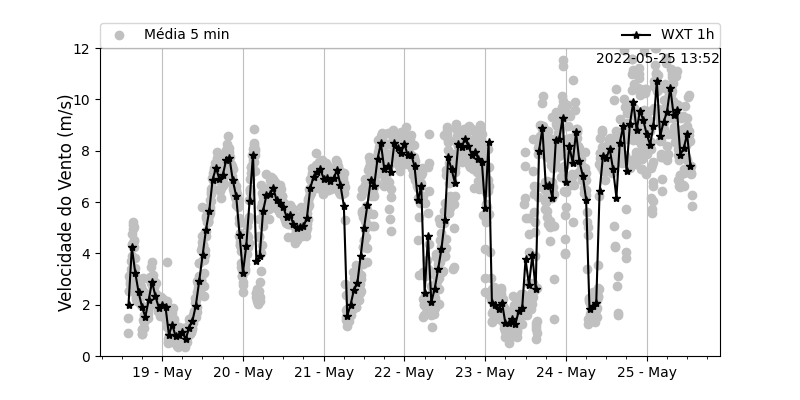 Média 5 min
WXT 1h
2022-05-25 13:52
12
10
8
6
4
2
0
Velocidade do Vento (m/s)
19 - May
20 - May
21 - May
22 - May
23 - May
24 - May
25 - May